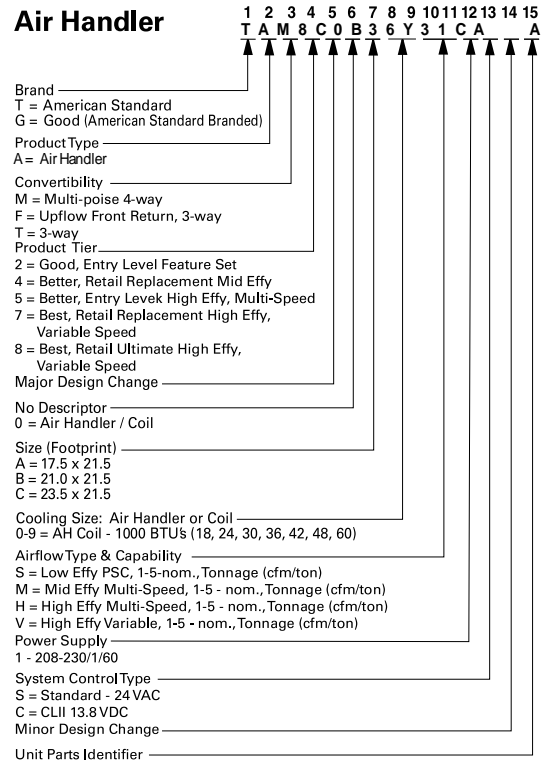 Air Handler
1 2 3 4 5 6 7 8 9 10 11 12 13 14 15
T A M 8 C 0 B 3 6 Y 3 1 C A A
Brand
T = American Standard
G = Good (American Standard Branded)
Product Type
A = Air Handler
Convertibility
M = Multi-poise 4-way
F = Upflow Front Return, 3-way
T = 3-way
Product Tier
2 = Good, Entry Level Feature Set
4 = Better, Retail Replacement Mid Effy
5 = Better, Entry Levek High Effy, Multi-Speed
7 = Best, Retail Replacement High Effy,
Variable Speed
8 = Best, Retail Ultimate High Effy,
Variable Speed
Major Design Change
No Descriptor
0 = Air Handler / Coil
Size (Footprint)
A = 17.5 x 21.5
B = 21.0 x 21.5
C = 23.5 x 21.5
Cooling Size: Air Handler or Coil
0-9 = AH Coil - 1000 BTU's (18, 24, 30, 36, 42, 48, 60)
Airflow Type & Capability
S = Low Effy PSC, 1-5-nom., Tonnage (cfm/ton)
M = Mid Effy Multi-Speed, 1-5 - nom., Tonnage (cfm/ton)
H = High Effy Multi-Speed, 1-5 - nom., Tonnage (cfm/ton)
V = High Effy Variable, 1-5 - nom., Tonnage (cfm/ton)
Power Supply
1 - 208-230/1/60
System Control Type
S = Standard - 24 VAC
C = CLII 13.8 VDC
Minor Design Change
Unit Parts Identifier